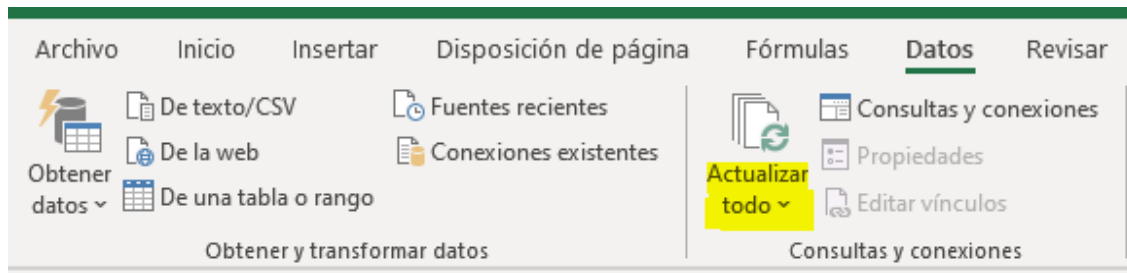 Archivo Inicio Insertar Disposición de página Fórmulas Datos Revisar
Obtener
datos
De texto/CSV
De la web
De una tabla o rango
Fuentes recientes
Conexiones existentes
Obtener y transformar datos
Actualizar
todo
Consultas y conexiones
Propiedades
Editar vínculos
Consultas y conexiones